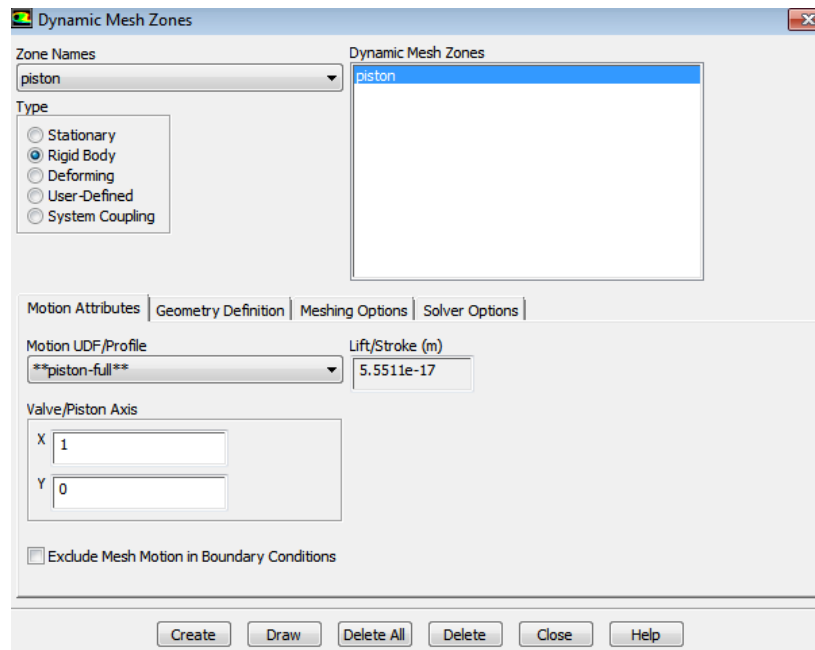 Dynamic Mesh Zones
Zone Names
piston
Type
Stationary
Rigid Body
Deforming
User-Defined
System Coupling
Dynamic Mesh Zones
piston
Motion Attributes
Geometry Definition
Meshing Options
Solver Options
Motion UDF/Profile
**piston-full**
Lift/Stroke (m)
5.5511e-17
Valve/Piston Axis
X 1
Y 0
Exclude Mesh Motion in Boundary Conditions
Create
Draw
Delete All
Delete
Close
Help